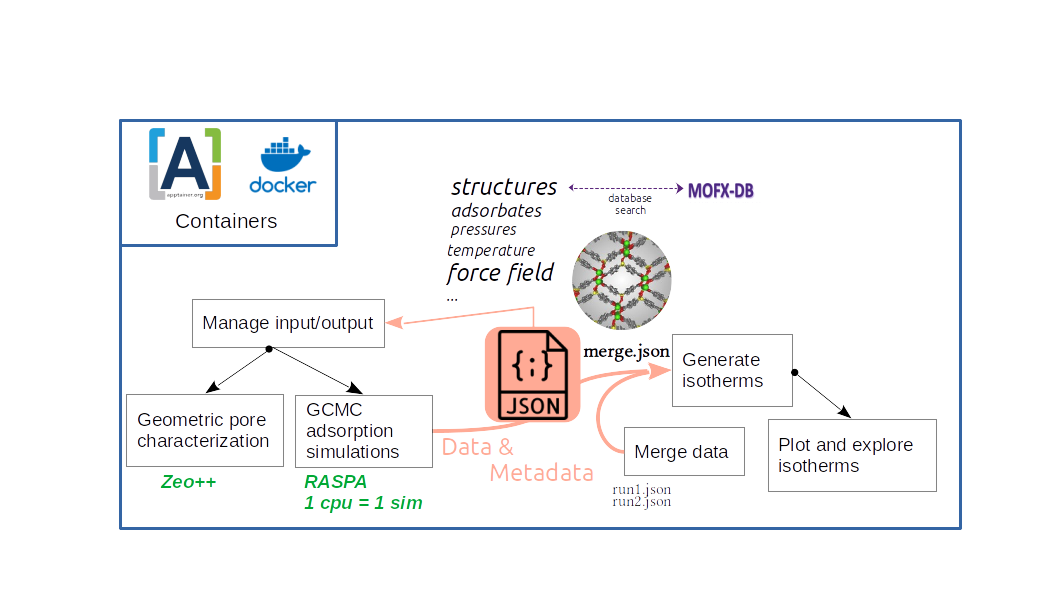 A
apptainer.org
docker
Containers
structures
adsorbates
pressures
temperature
force field
...
database
search
MOFX-DB
Manage input/output
{;}
JSON
merge.json
Generate
isotherms
Geometric pore
characterization
GCMC
adsorption
simulations
Data &
Metadata
Merge data
Plot and explore
isotherms
Zeo++
RASPA
1 cpu = 1 sim
run1.json
run2.json